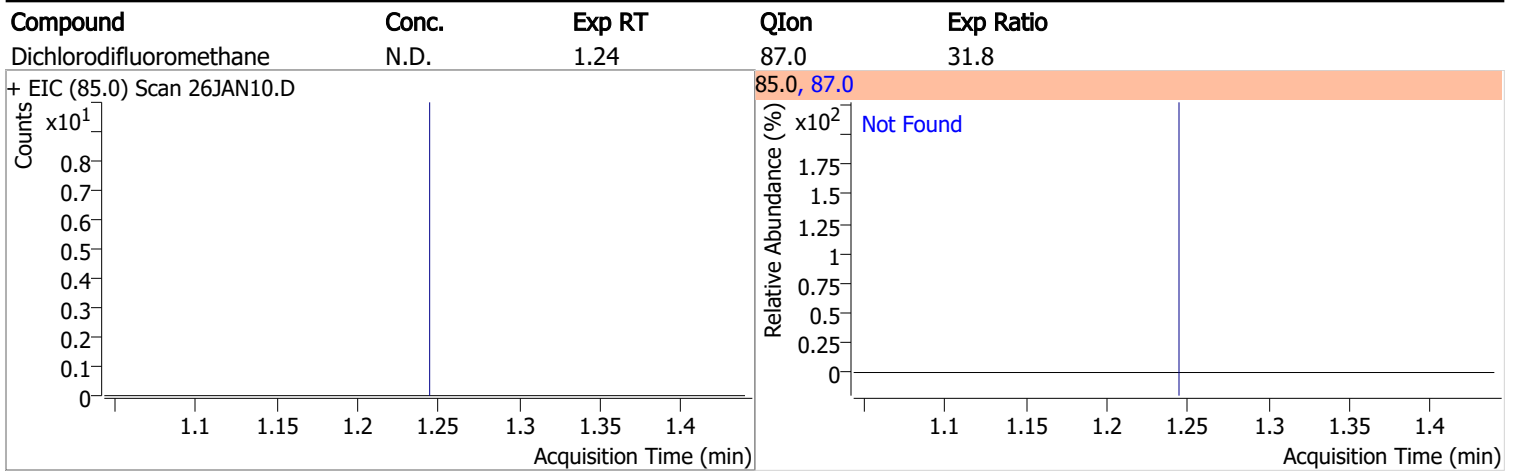 Compound Conc. Exp RT QIon Exp Ratio
Dichlorodifluoromethane N.D. 1.24 87.0 31.8
+ EIC (85.0) Scan 26JAN10.D
Counts
x10¹
0.8
0.7
0.6
0.5
0.4
0.3
0.2
0.1
0
1.1 1.15 1.2 1.25 1.3 1.35 1.4
Acquisition Time (min)
85.0, 87.0
Relative Abundance (%)
x10²
Not Found
1.75
1.5
1.25
1
0.75
0.5
0.25
0
1.1 1.15 1.2 1.25 1.3 1.35 1.4
Acquisition Time (min)